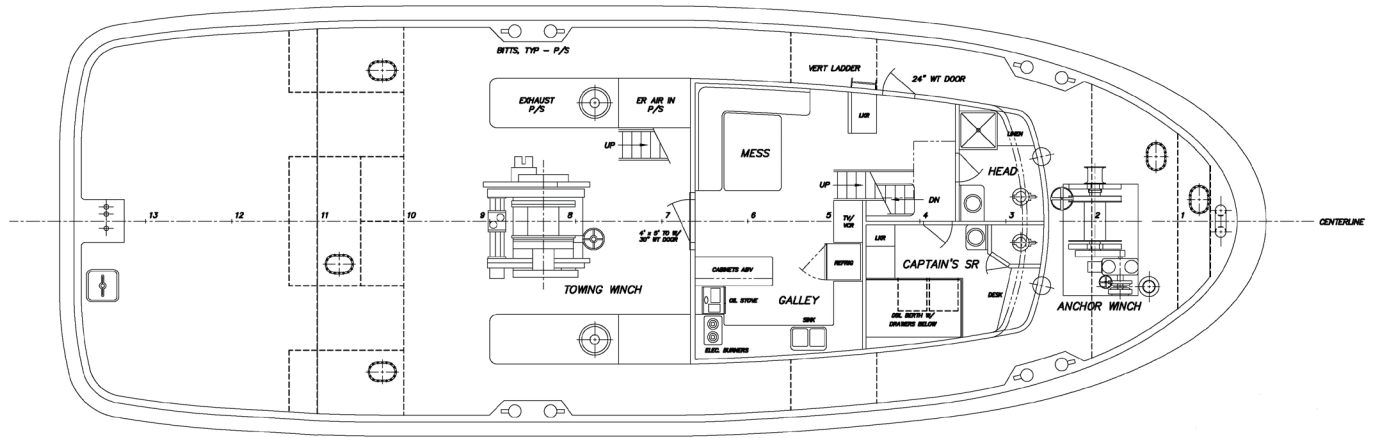 BITTS, TYP - P/S
VERT LADDER
24" WT DOOR
EXHAUST
P/S
ER AIR IN
P/S
LKR
LINEN
UP
MESS
HEAD
UP
DN
13
12
11
10
9
8
7
6
5
4
3
2
1
CENTERLINE
TV/
VCR
4' x 5' TO W/
30" WT DOOR
LKR
CABINETS ABV
REFRIG
CAPTAIN'S SR
TOWING WINCH
OIL STOVE
GALLEY
DESK
ANCHOR WINCH
SINK
DBL BERTH W/
DRAWERS BELOW
ELEC. BURNERS